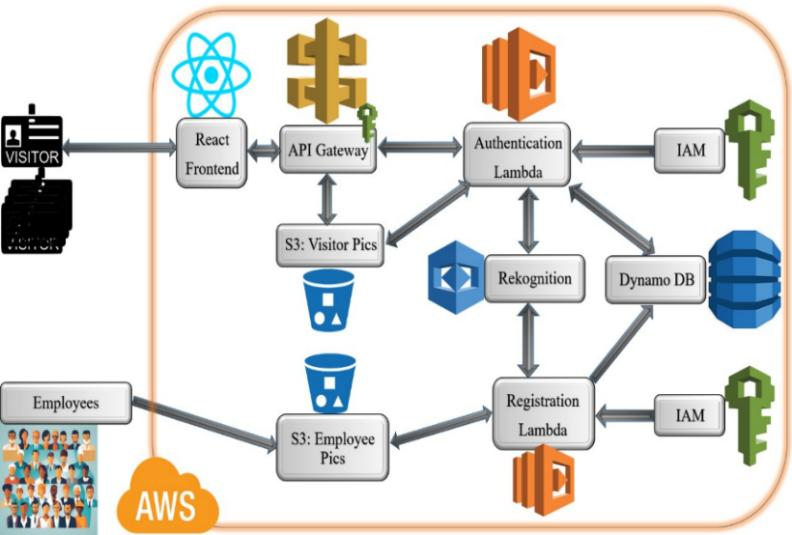 React
Frontend
API Gateway
Authentication
Lambda
IAM
VISITOR
VISITOR
S3: Visitor Pics
Rekognition
Dynamo DB
Employees
S3: Employee
Pics
Registration
Lambda
IAM
AWS